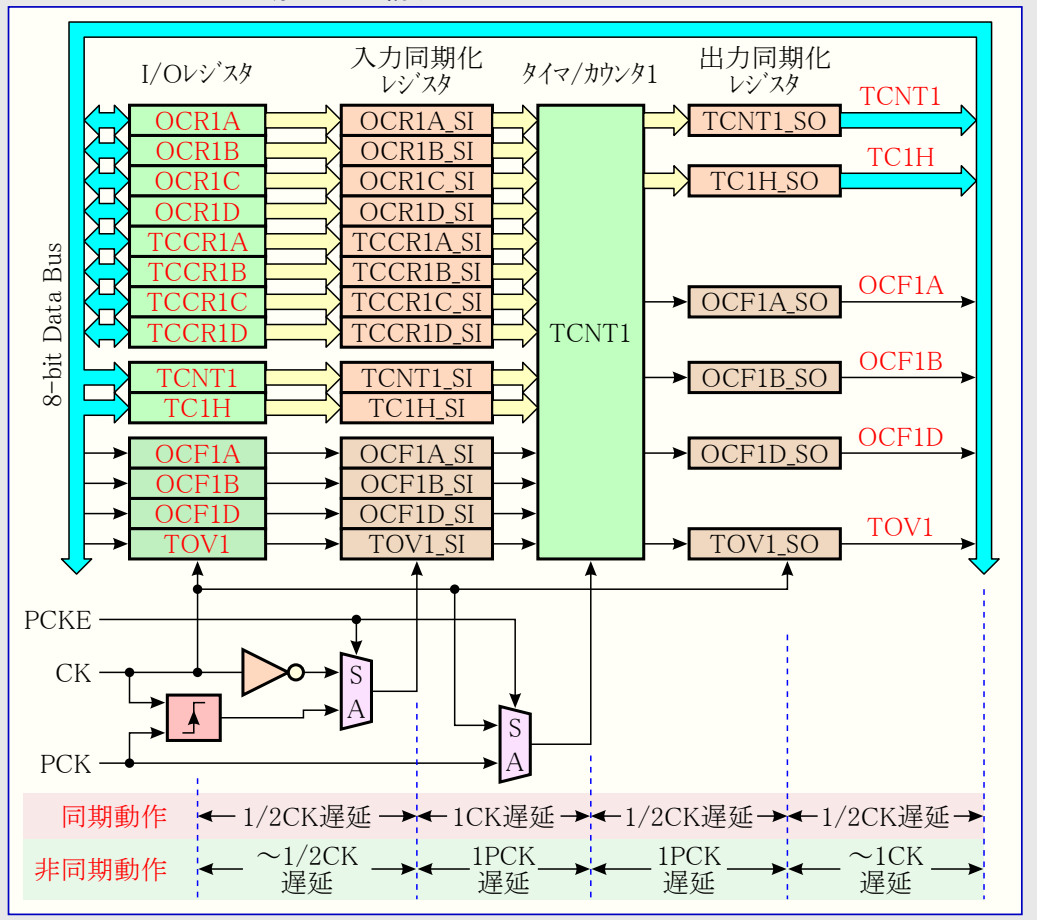 I/Oレジスタ
入力同期化
レジスタ
タイマ/カウンタ1
出力同期化
レジスタ
8-bit Data Bus
OCR1A
OCR1B
OCR1C
OCR1D
TCCR1A
TCCR1B
TCCR1C
TCCR1D
TCNT1
TC1H
OCF1A
OCF1B
OCF1D
TOV1
OCR1A_SI
OCR1B_SI
OCR1C_SI
OCR1D_SI
TCCR1A_SI
TCCR1B_SI
TCCR1C_SI
TCCR1D_SI
TCNT1_SI
TC1H_SI
OCF1A_SI
OCF1B_SI
OCF1D_SI
TOV1_SI
TCNT1
TCNT1_SO
TC1H_SO
OCF1A_SO
OCF1B_SO
OCF1D_SO
TOV1_SO
TCNT1
TC1H
OCF1A
OCF1B
OCF1D
TOV1
PCKE
CK
PCK
S
A
S
A
同期動作
1/2CK遅延
1CK遅延
1/2CK遅延
1/2CK遅延
非同期動作
～1/2CK
遅延
1PCK
遅延
1PCK
遅延
～1CK
遅延